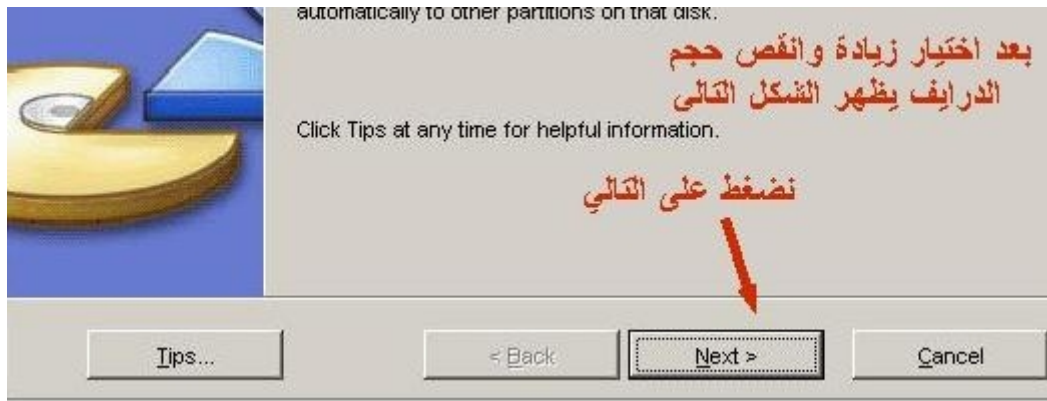 automatically to other partitions on that disk.
بعد اختيار زيادة وانقص حجم
الدرايف يظهر الشكل التالى
Click Tips at any time for helpful information.
نضغط على التالي
Tips...
< Back
Next >
Cancel